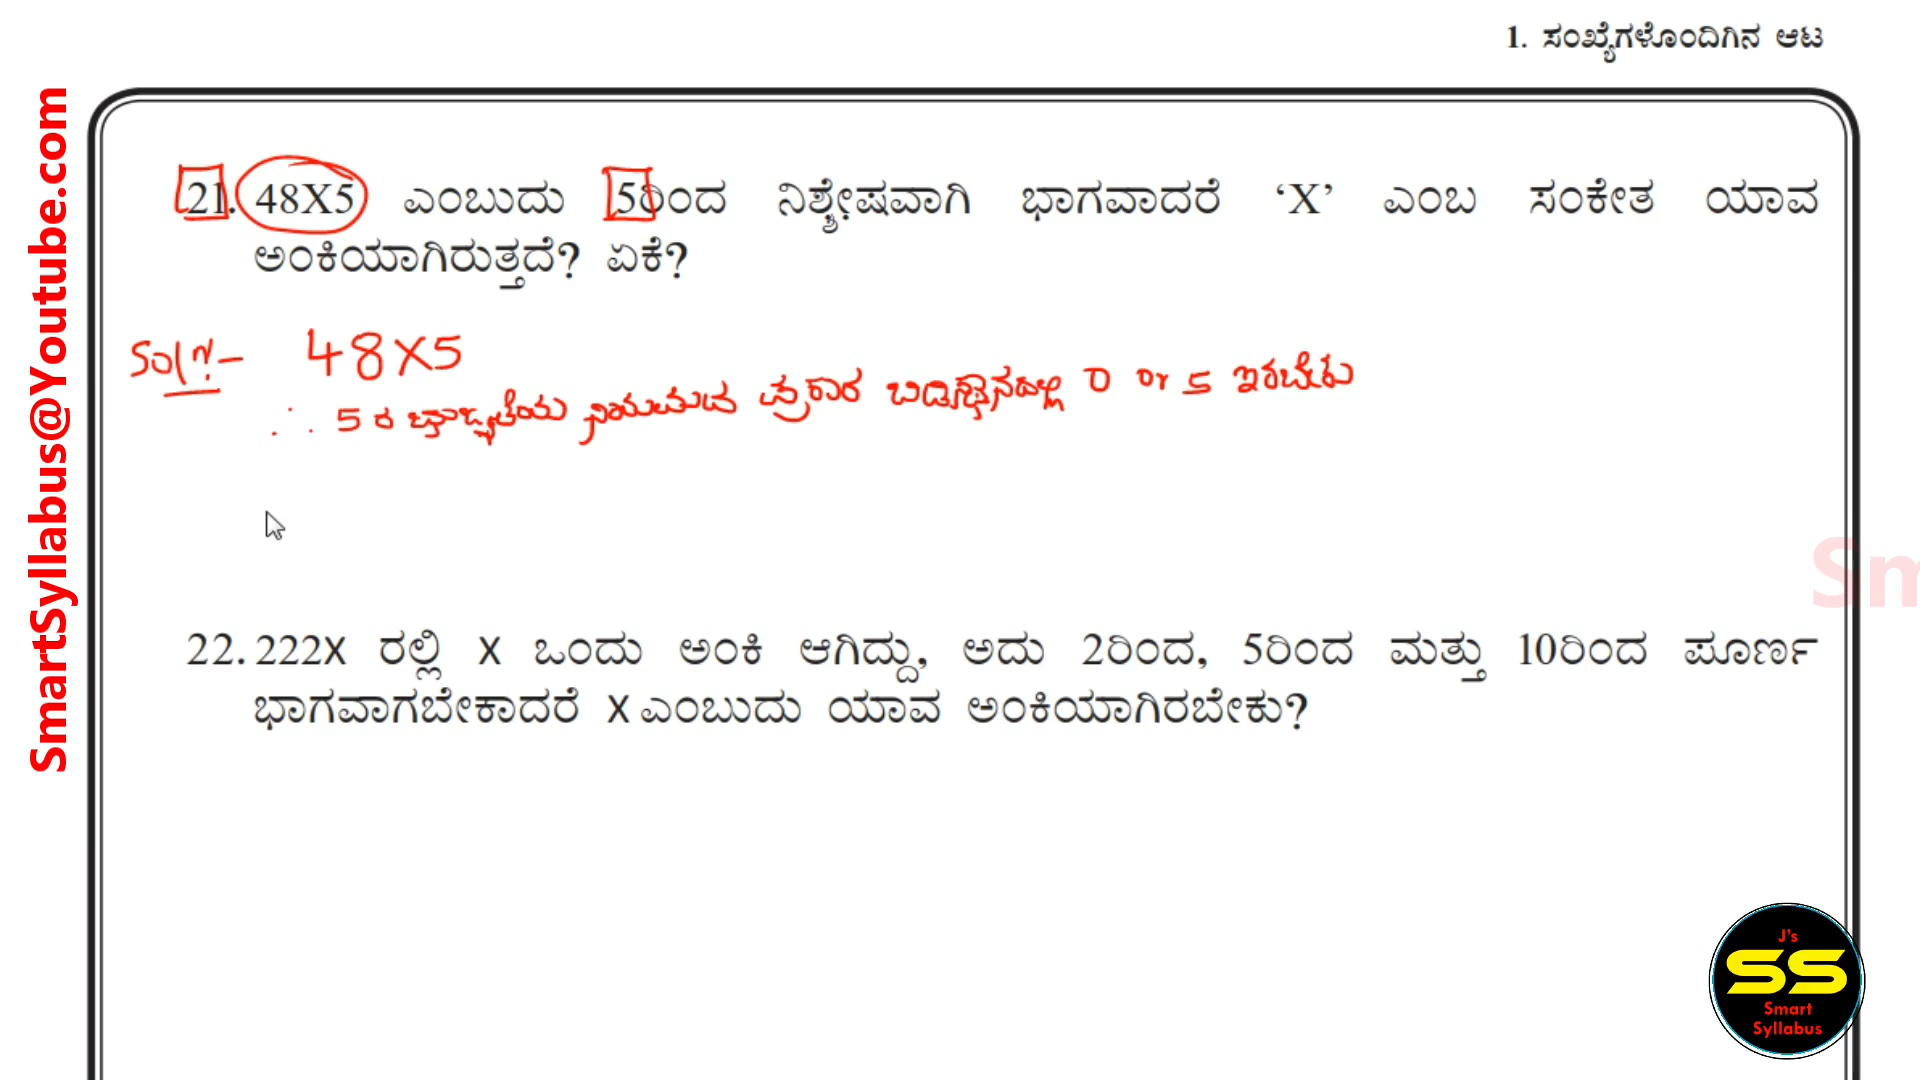 1. ಸಂಖ್ಯೆಗಳೊಂದಿಗಿನ ಆಟ
SmartSyllabus@Youtube.com
21. 48X5 ಎಂಬುದು 5ರಿಂದ ನಿಶ್ಶೇಷವಾಗಿ ಭಾಗವಾದರೆ ‘X’ ಎಂಬ ಸಂಕೇತ ಯಾವ
ಅಂಕಿಯಾಗಿರುತ್ತದೆ? ಏಕೆ?
Solⁿ:- 48X5
∴ 5 ರ ಭಾಜ್ಯತೆಯ ನಿಯಮದ ಪ್ರಕಾರ ಬಿಡಿಸ್ಥಾನದಲ್ಲಿ 0 or 5 ಇರಬೇಕು
Sm
22. 222X ರಲ್ಲಿ X ಒಂದು ಅಂಕಿ ಆಗಿದ್ದು, ಅದು 2ರಿಂದ, 5ರಿಂದ ಮತ್ತು 10ರಿಂದ ಪೂರ್ಣ
ಭಾಗವಾಗಬೇಕಾದರೆ X ಎಂಬುದು ಯಾವ ಅಂಕಿಯಾಗಿರಬೇಕು?
J's
SS
Smart
Syllabus